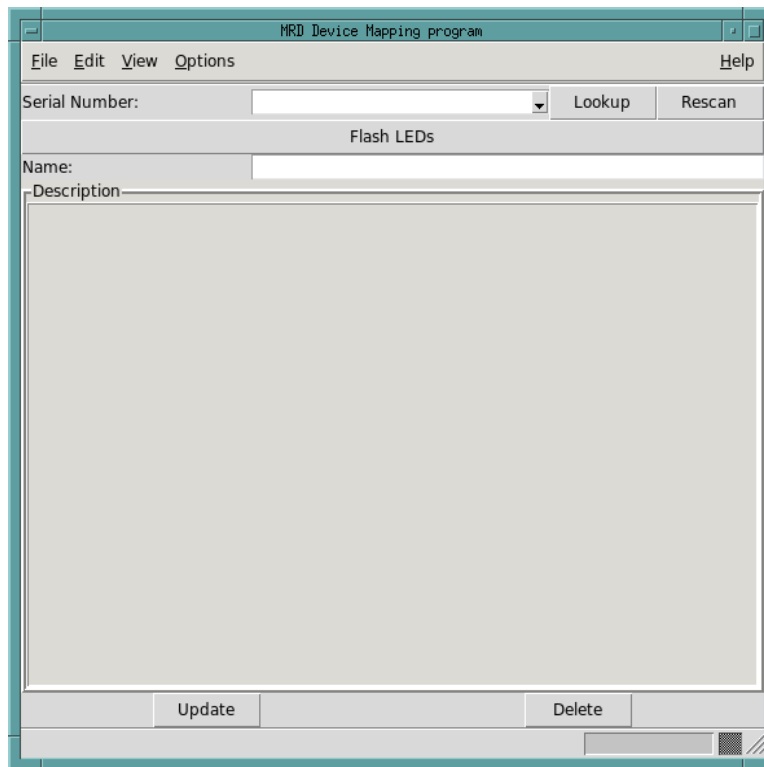 MRD Device Mapping program
File Edit View Options Help
Serial Number: Lookup Rescan
Flash LEDs
Name:
Description
Update Delete